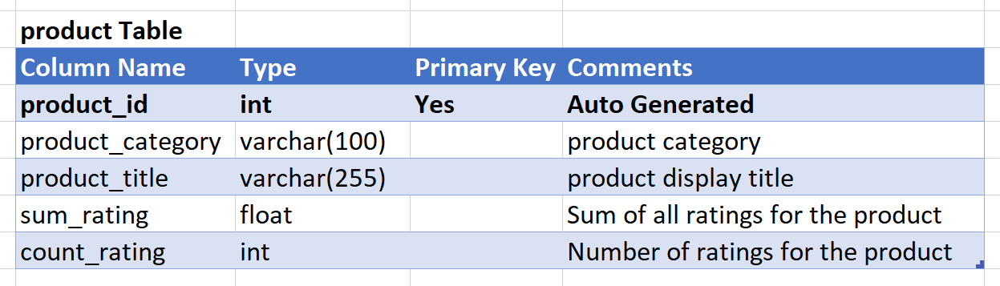 product Table
Column Name Type Primary Key Comments
product_id int Yes Auto Generated
product_category varchar(100) product category
product_title varchar(255) product display title
sum_rating float Sum of all ratings for the product
count_rating int Number of ratings for the product